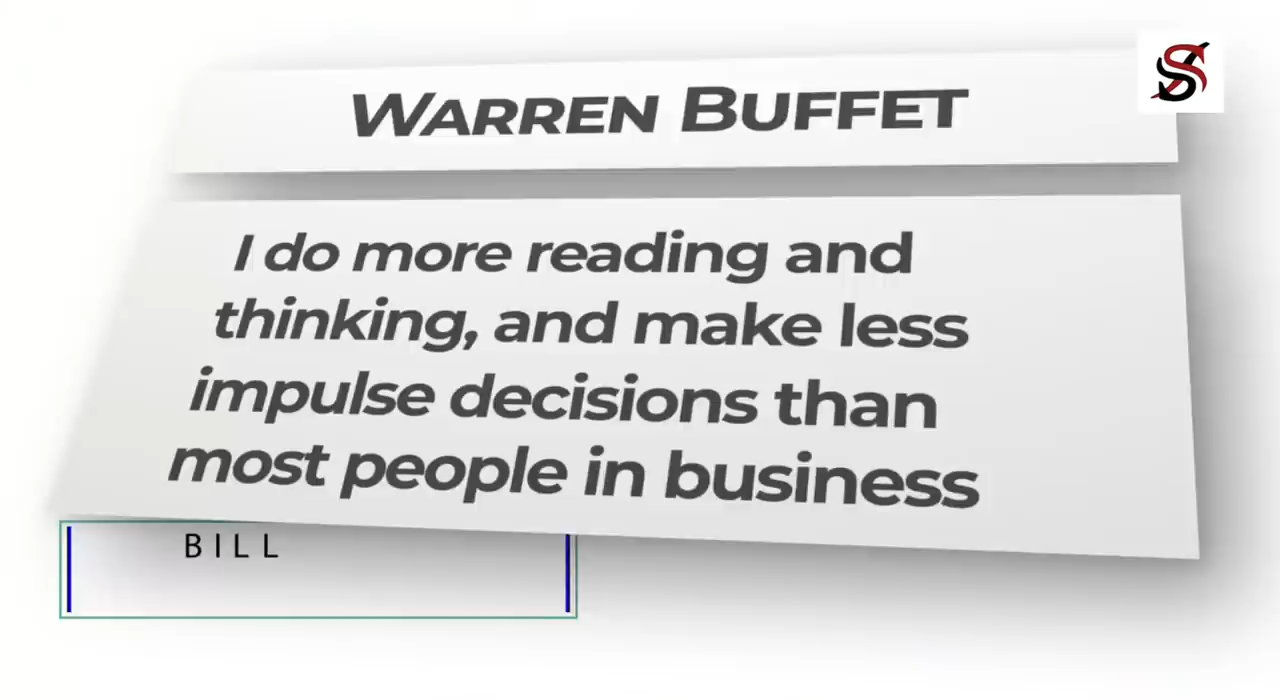 WARREN BUFFET
I do more reading and
thinking, and make less
impulse decisions than
most people in business
BILL